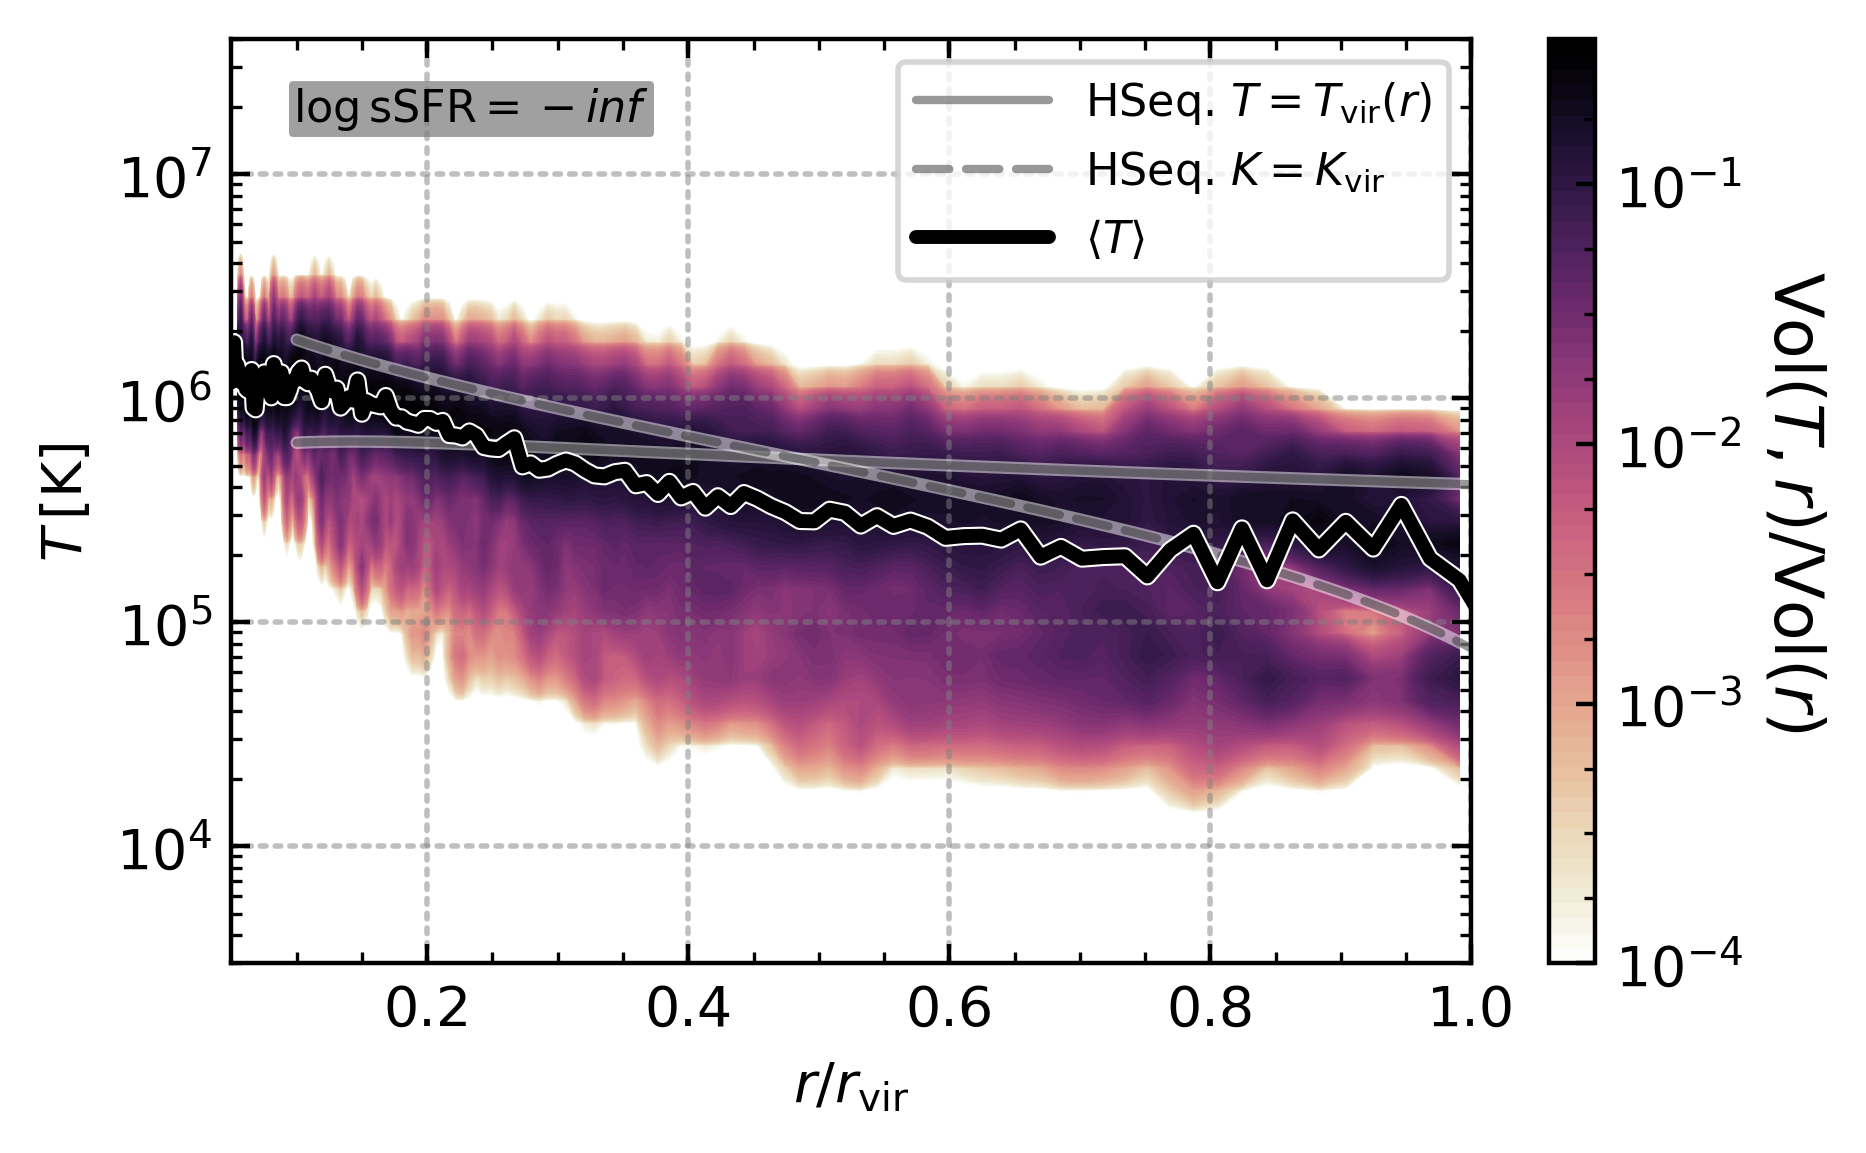 log sSFR = −inf
HSeq. T = T_vir(r)
HSeq. K = K_vir
⟨T⟩
10^7
10^6
10^5
10^4
T [K]
0.2 0.4 0.6 0.8 1.0
r/r_vir
10^−1
10^−2
10^−3
10^−4
Vol(T, r)/Vol(r)